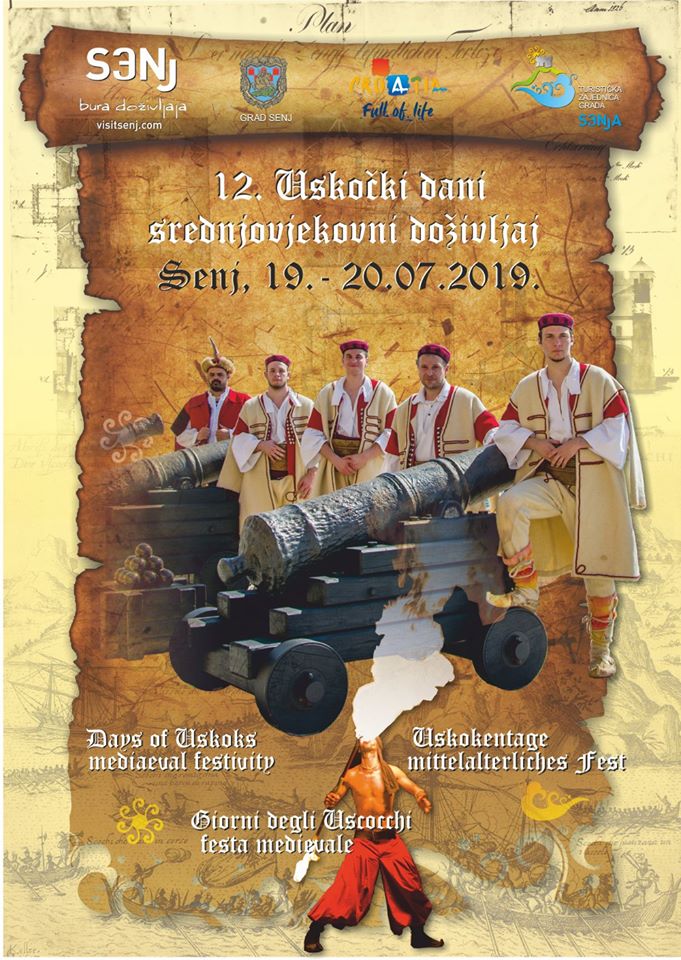 Plan
SENJ
bura doživljaja
visitsenj.com
GRAD SENJ
CROATIA
Full of life
TURISTIČKA
ZAJEDNICA
GRADA
SENJA
12. Uskočki dani
srednjovjekovni doživljaj
Senj, 19. - 20.07.2019.
Days of Uskoks
mediaeval festivity
Uskokentage
mittelalterliches Fest
Giorni degli Uscocchi
festa medievale